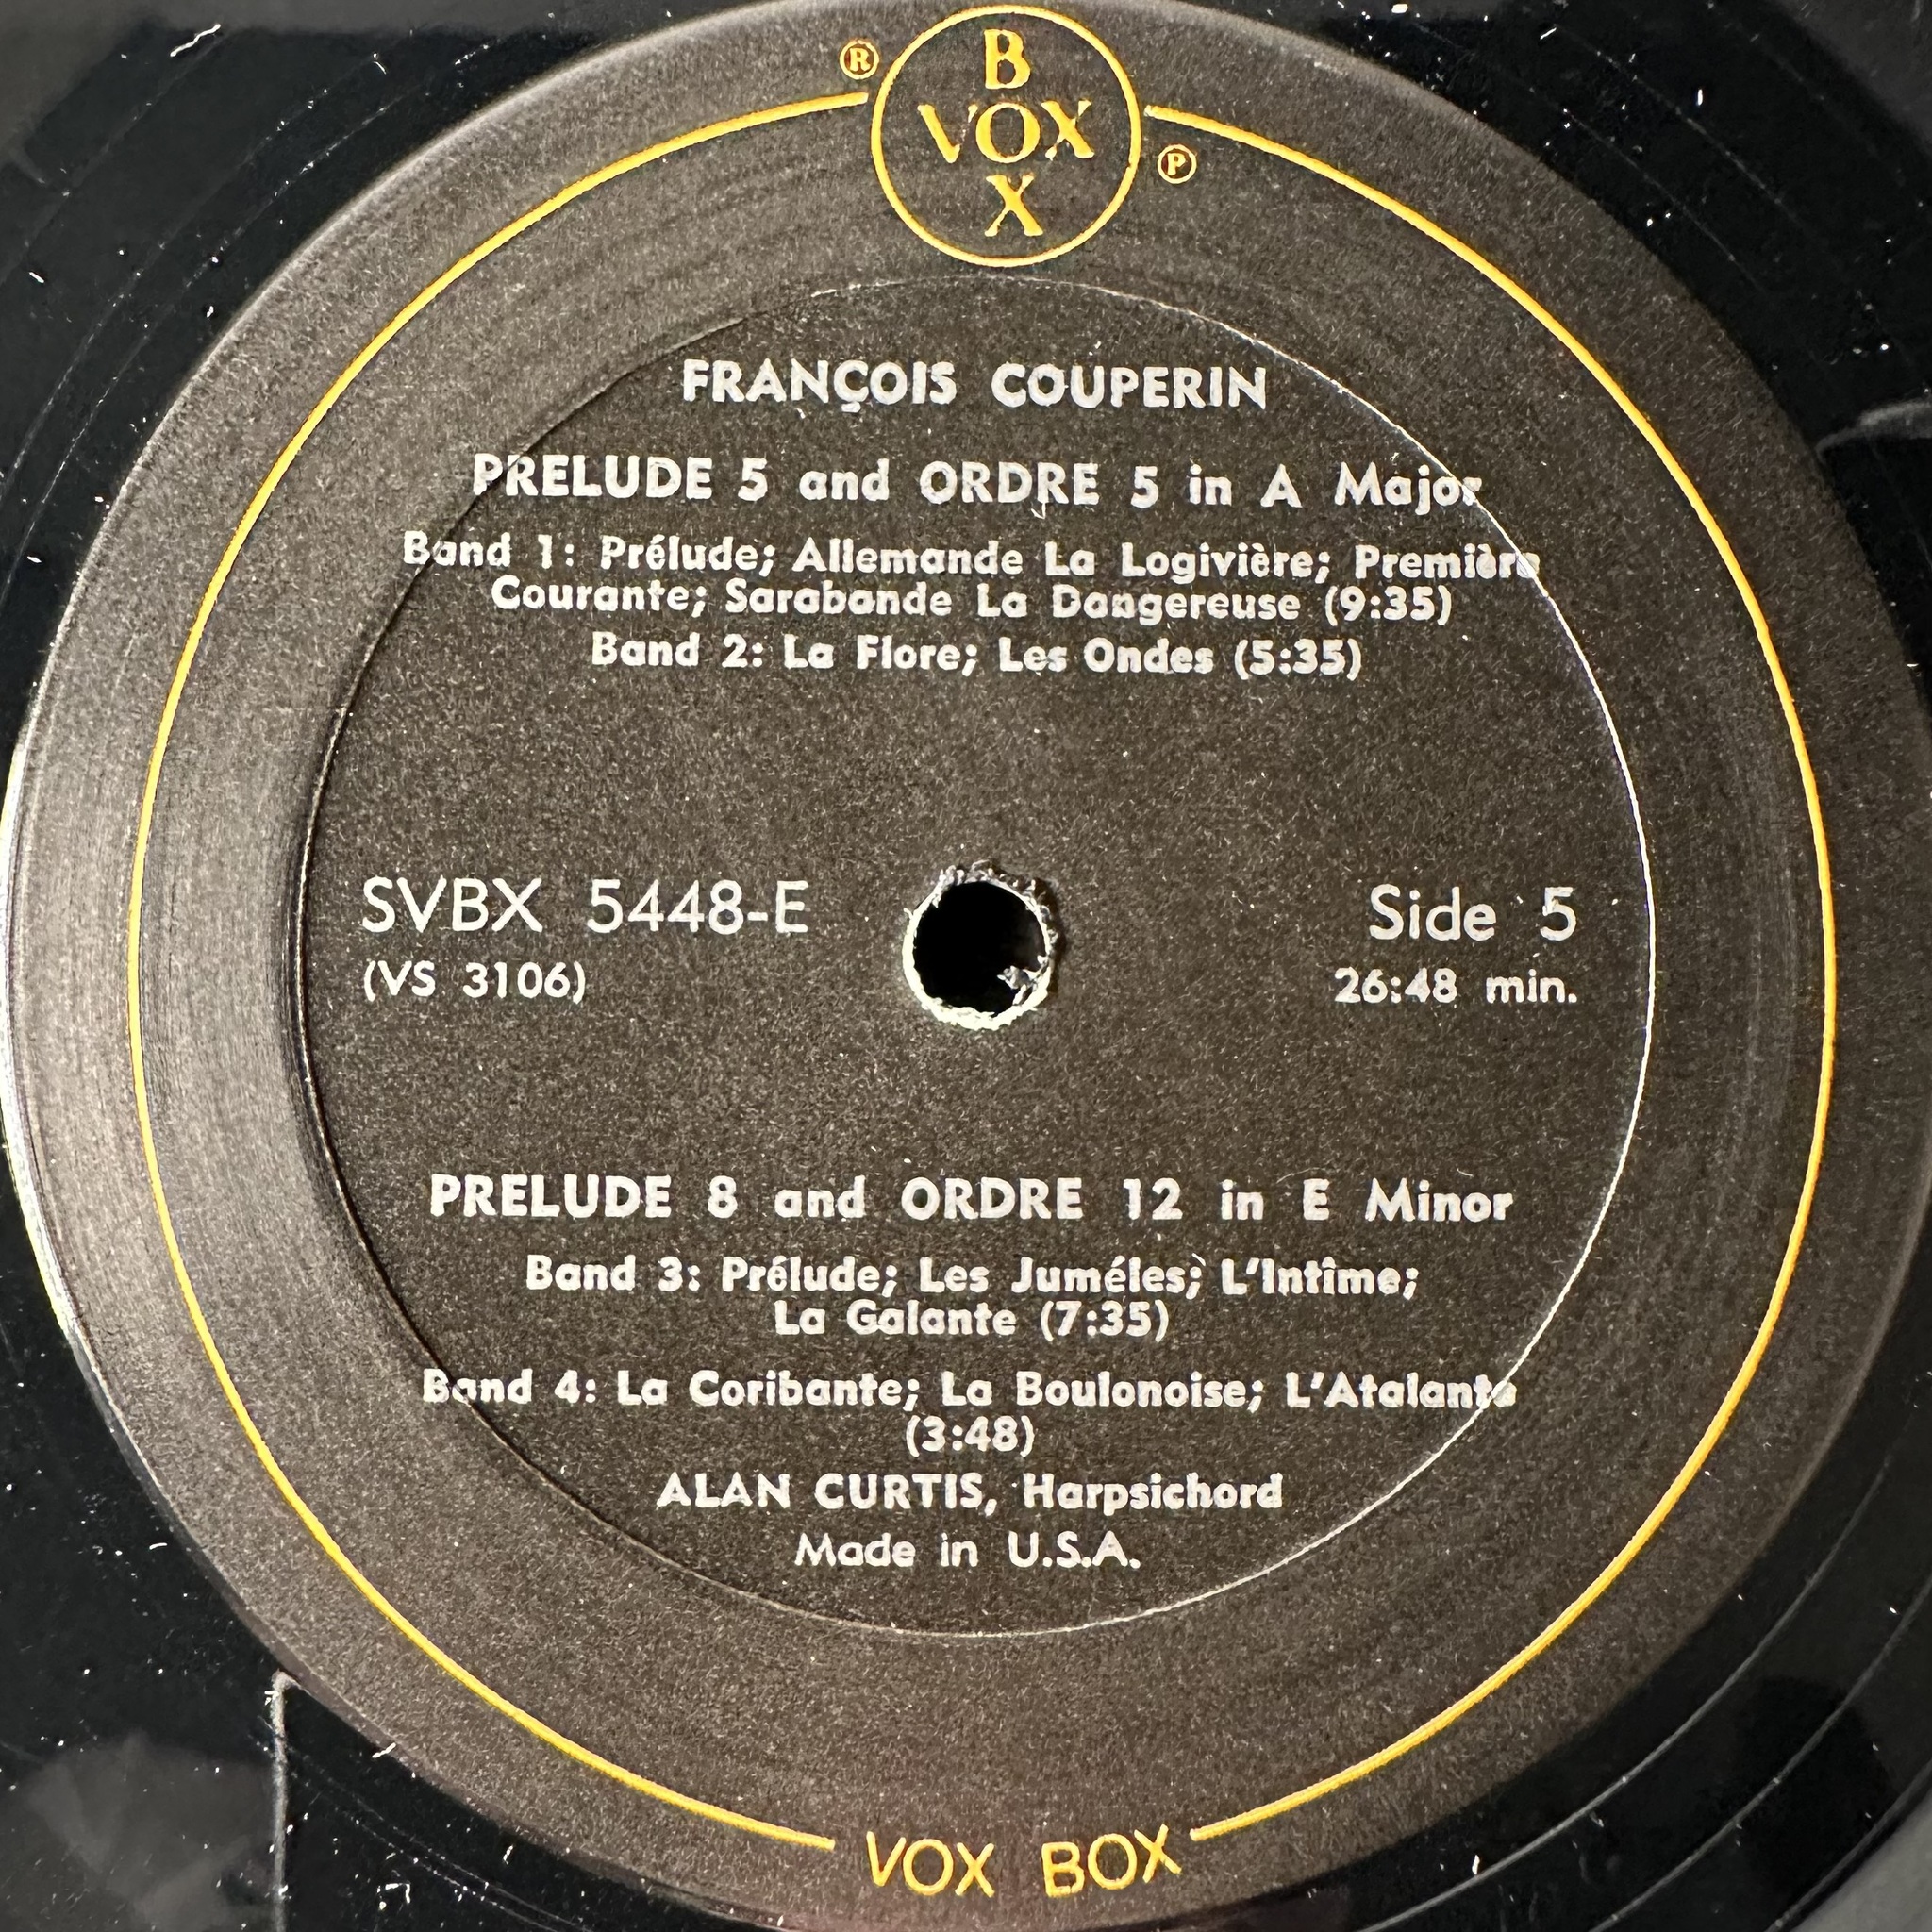 B
VOX
X
®
℗
FRANÇOIS COUPERIN
PRELUDE 5 and ORDRE 5 in A Major
Band 1: Prélude; Allemande La Logivière; Première
Courante; Sarabande La Dangereuse (9:35)
Band 2: La Flore; Les Ondes (5:35)
SVBX 5448-E
(VS 3106)
Side 5
26:48 min.
PRELUDE 8 and ORDRE 12 in E Minor
Band 3: Prélude; Les Juméles; L'Intîme;
La Galante (7:35)
Band 4: La Coribante; La Boulonoise; L'Atalante
(3:48)
ALAN CURTIS, Harpsichord
Made in U.S.A.
VOX BOX